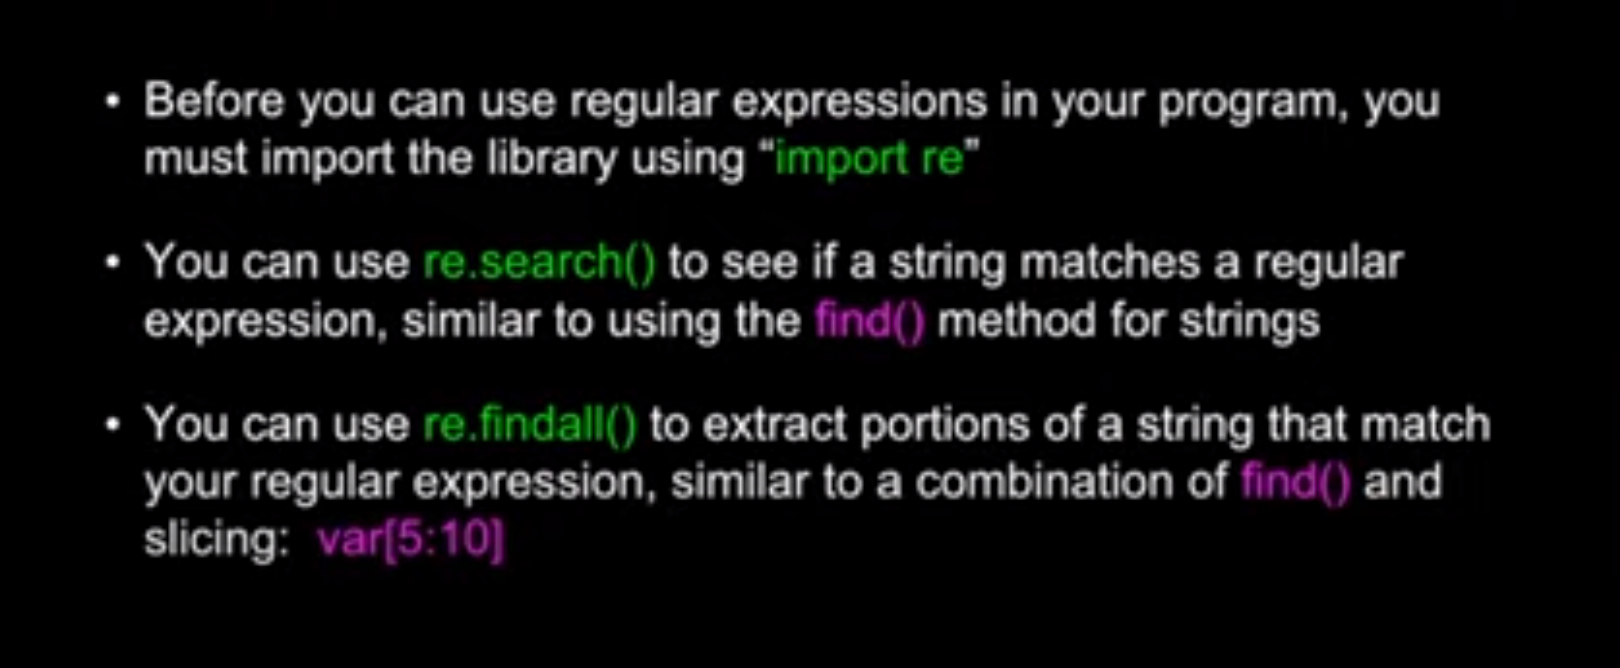 • Before you can use regular expressions in your program, you
must import the library using “import re”
• You can use re.search() to see if a string matches a regular
expression, similar to using the find() method for strings
• You can use re.findall() to extract portions of a string that match
your regular expression, similar to a combination of find() and
slicing: var[5:10]